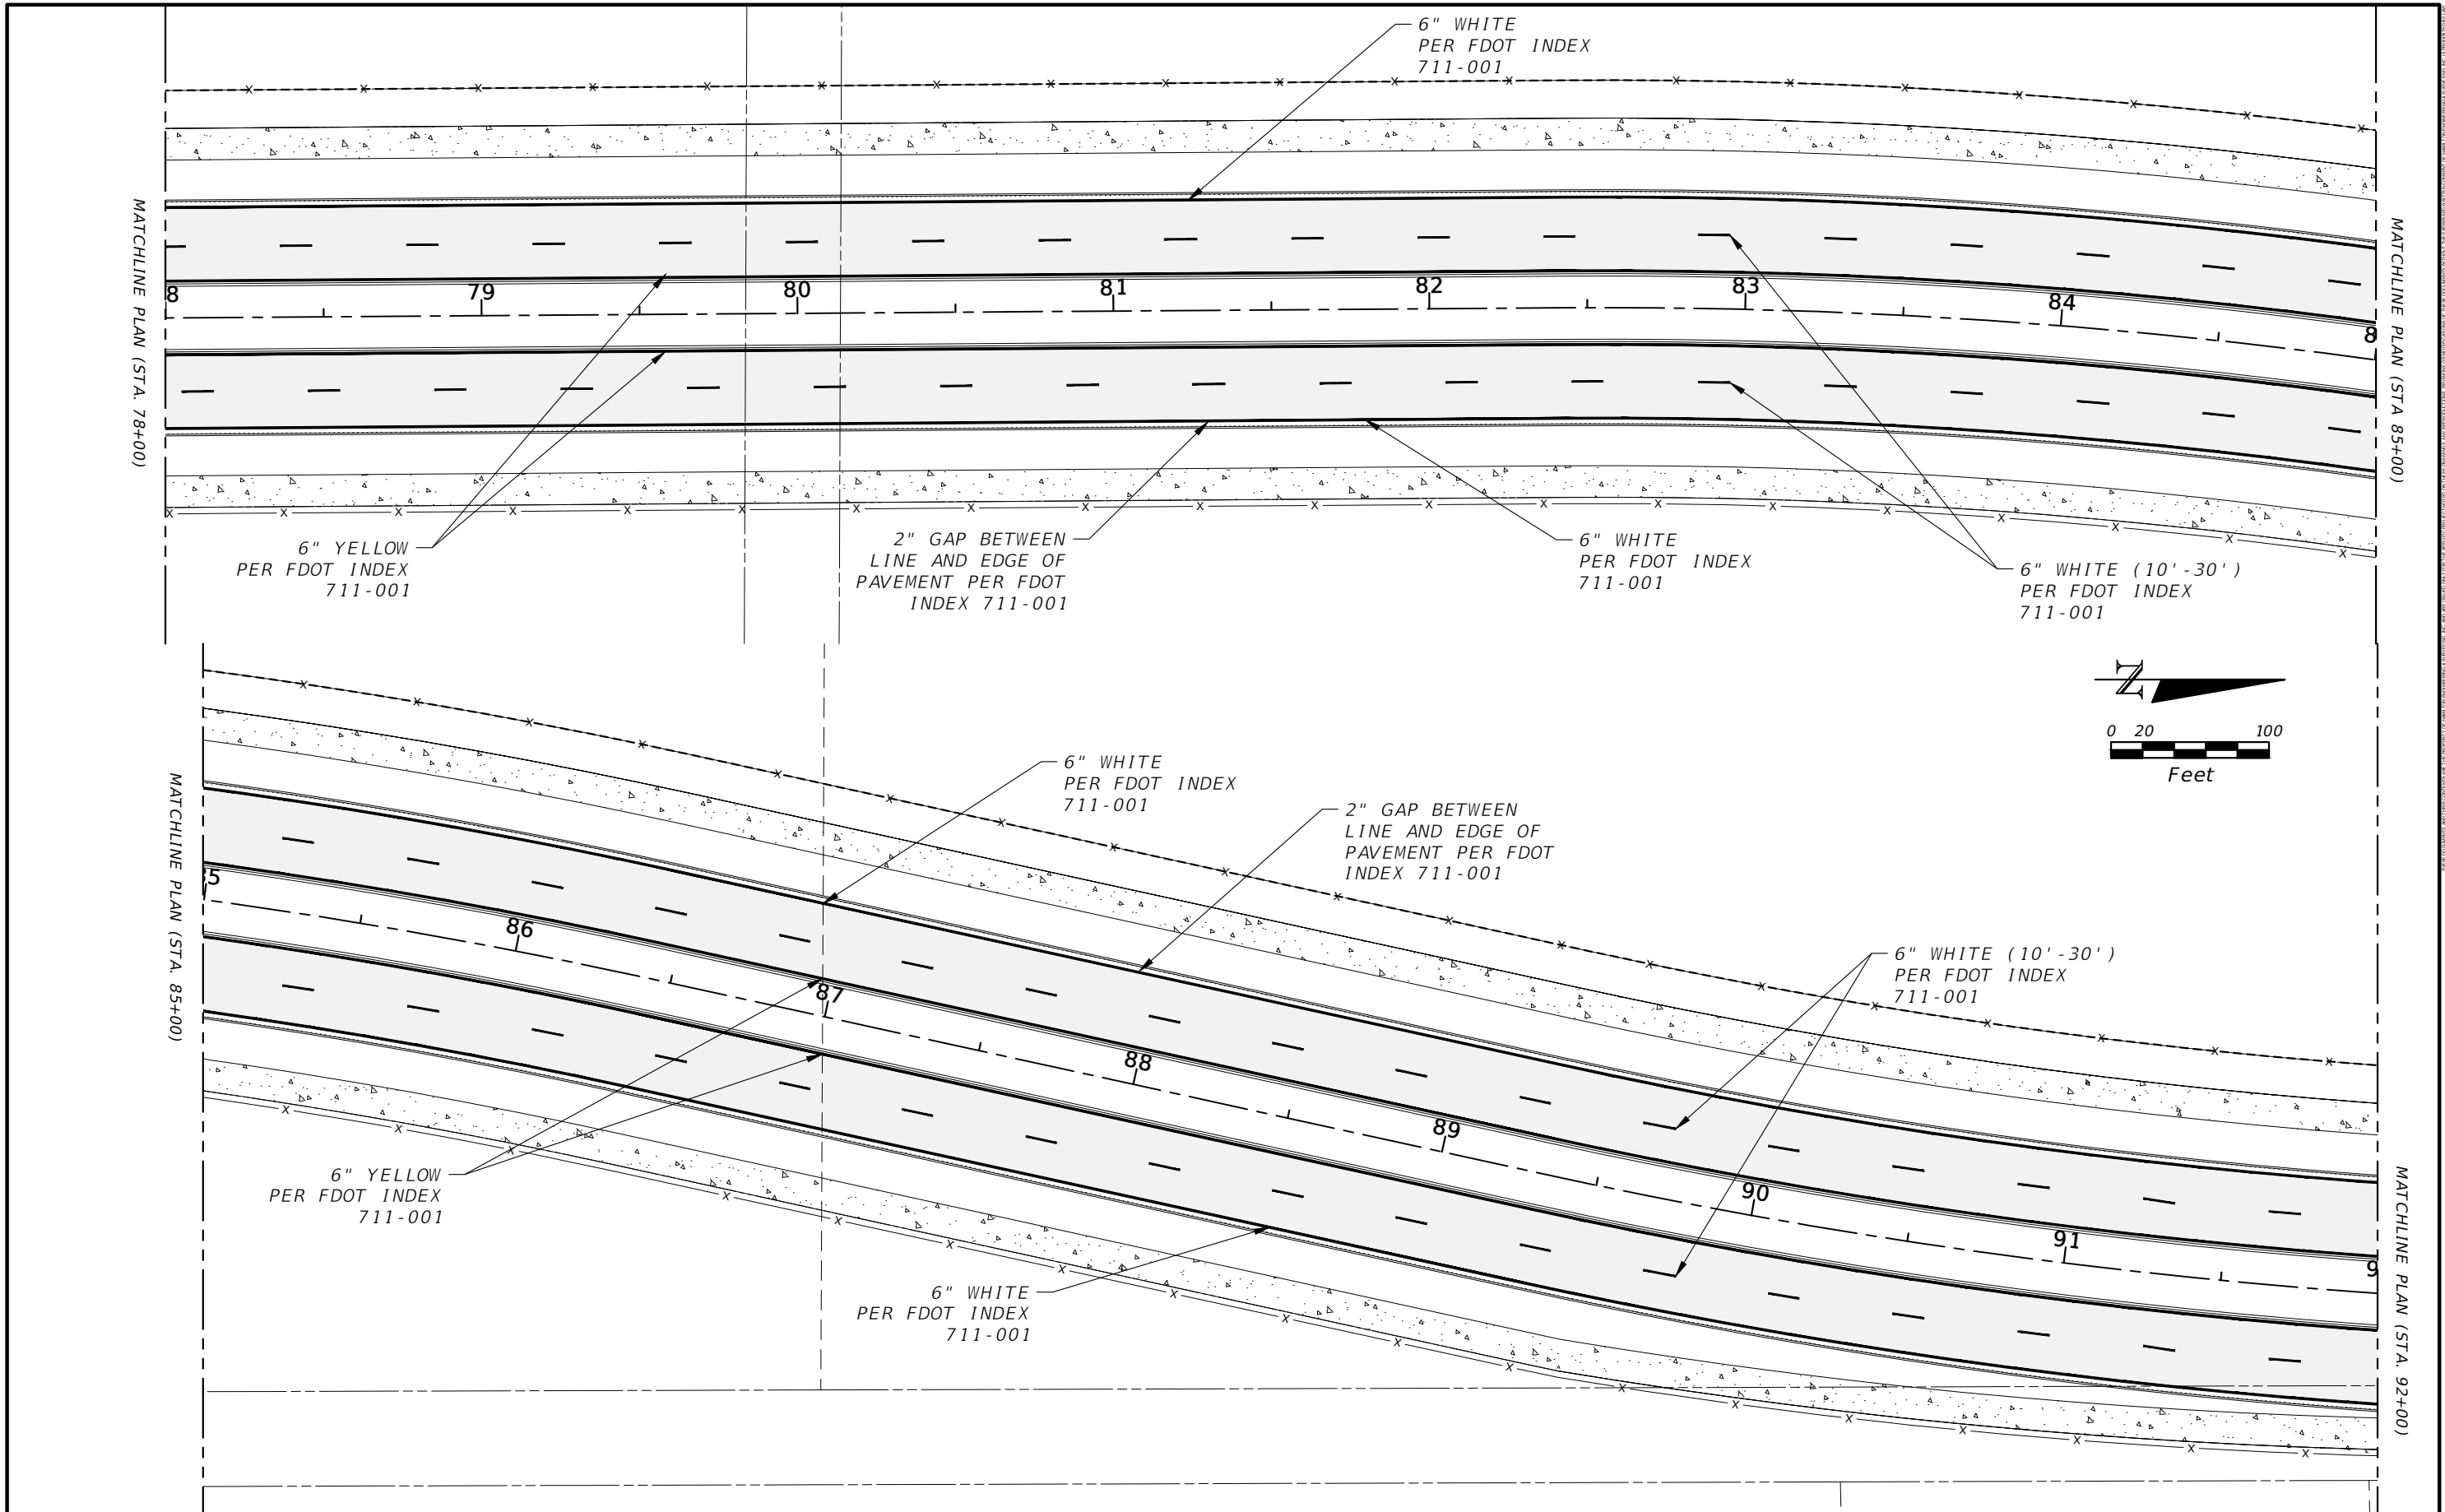 6" WHITE
PER FDOT INDEX
711-001
MATCHLINE PLAN (STA. 78+00)
MATCHLINE PLAN (STA 85+00)
8
79
80
81
82
83
84
8
6" YELLOW
PER FDOT INDEX
711-001
2" GAP BETWEEN
LINE AND EDGE OF
PAVEMENT PER FDOT
INDEX 711-001
6" WHITE
PER FDOT INDEX
711-001
6" WHITE (10'-30')
PER FDOT INDEX
711-001
N
0 20 100
Feet
MATCHLINE PLAN (STA. 85+00)
6" WHITE
PER FDOT INDEX
711-001
2" GAP BETWEEN
LINE AND EDGE OF
PAVEMENT PER FDOT
INDEX 711-001
6" WHITE (10'-30')
PER FDOT INDEX
711-001
5
86
87
88
89
90
91
9
6" YELLOW
PER FDOT INDEX
711-001
6" WHITE
PER FDOT INDEX
711-001
MATCHLINE PLAN (STA. 92+00)